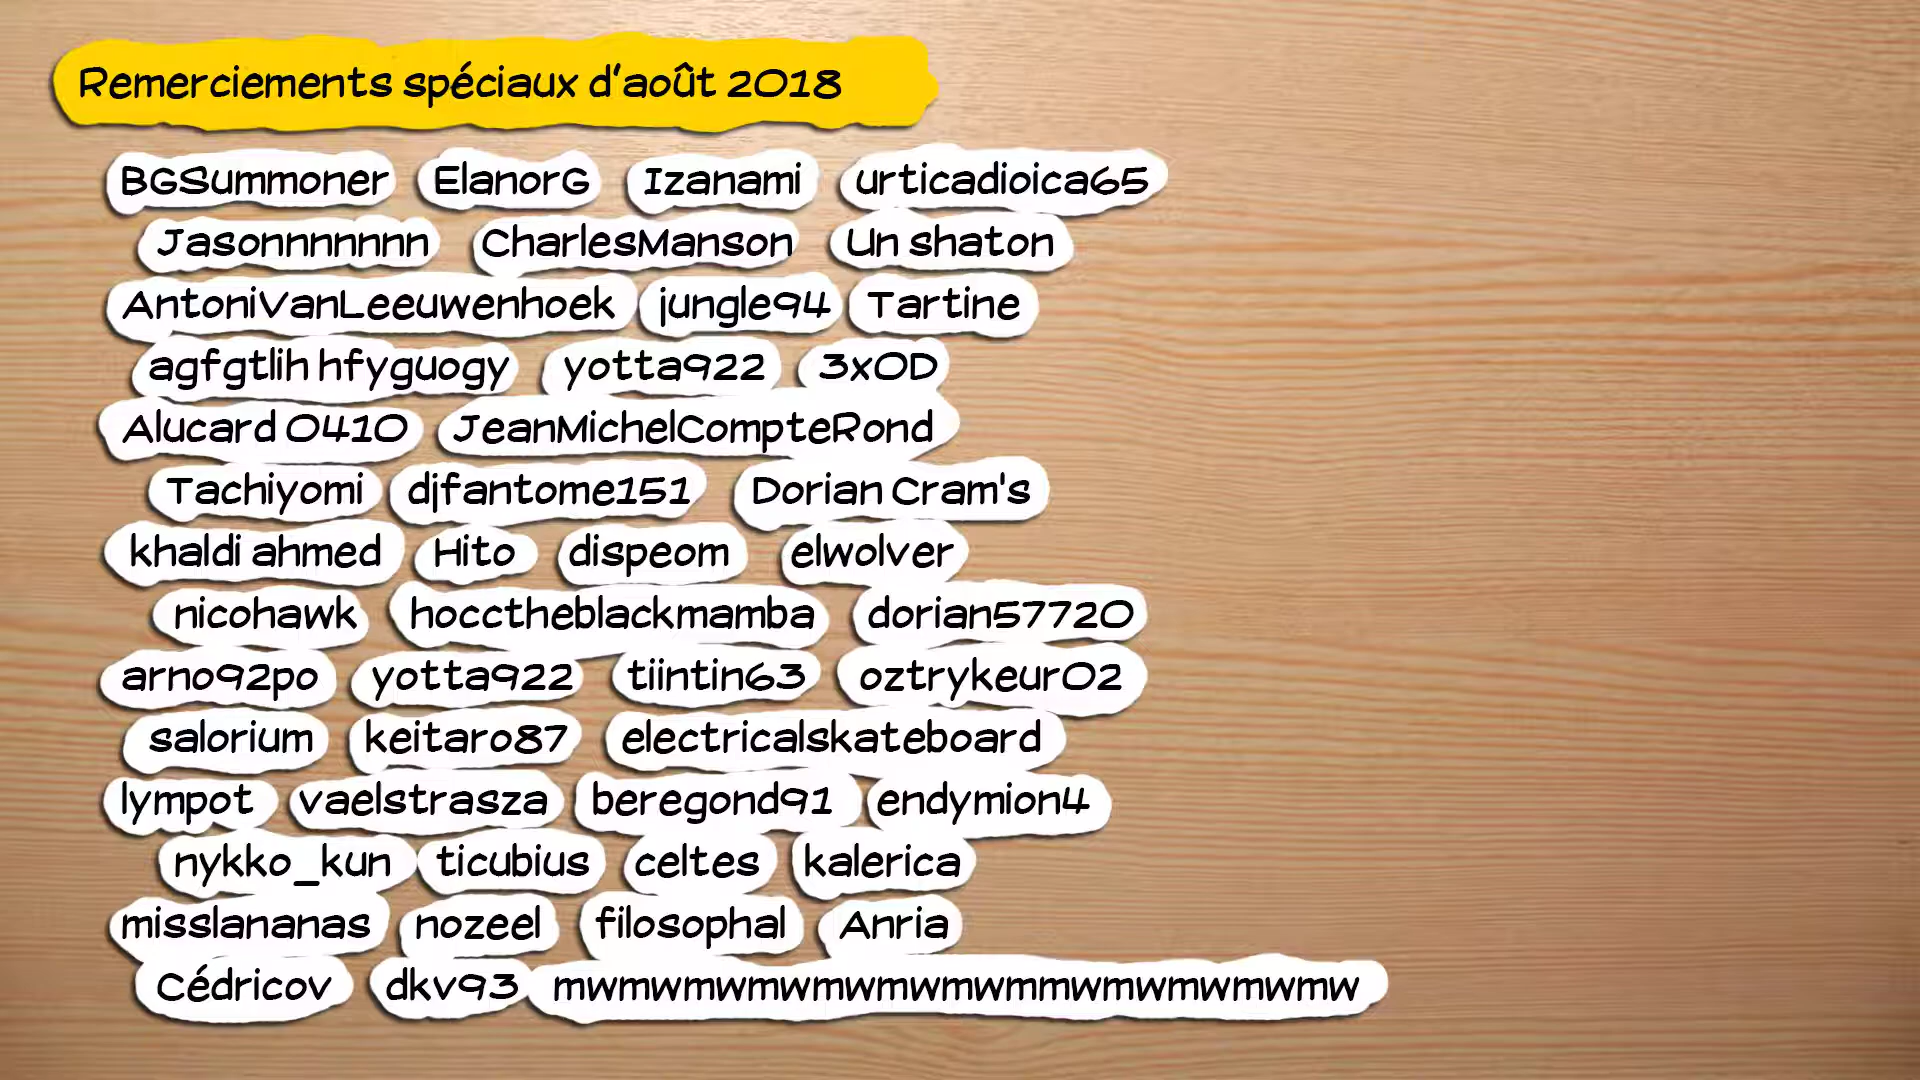 Remerciements spéciaux d'août 2018
BGSummoner ElanorG Izanami urticadioica65
Jasonnnnnnn CharlesManson Un shaton
AntoniVanLeeuwenhoek jungle94 Tartine
agfgtlih hfyguogy yotta922 3xOD
Alucard 0410 JeanMichelCompteRond
Tachiyomi djfantome151 Dorian Cram's
khaldi ahmed Hito dispeom elwolver
nicohawk hocctheblackmamba dorian57720
arno92po yotta922 tiintin63 oztrykeur02
salorium keitaro87 electricalskateboard
lympot vaelstrasza beregond91 endymion4
nykko_kun ticubius celtes kalerica
misslananas nozeel filosophal Anria
Cédricov dkv93 mwmwmwmwmwmwmwmmwmwmwmwmw